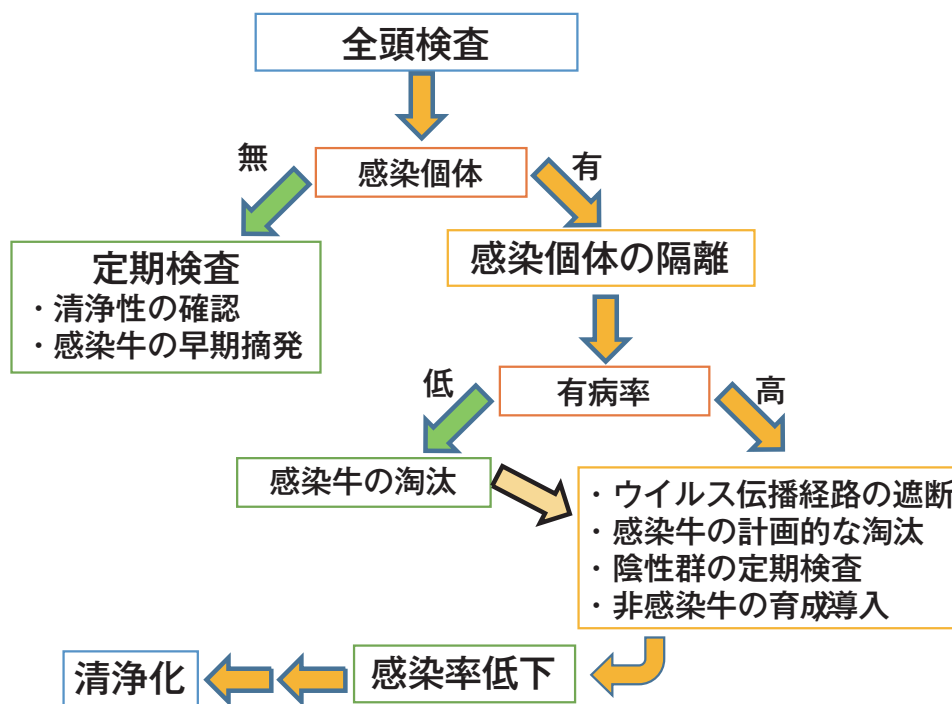 全頭検査
無
感染個体
有
定期検査
・清浄性の確認
・感染牛の早期摘発
感染個体の隔離
低
有病率
高
感染牛の淘汰
・ウイルス伝播経路の遮断
・感染牛の計画的な淘汰
・陰性群の定期検査
・非感染牛の育成/導入
感染率低下
清浄化